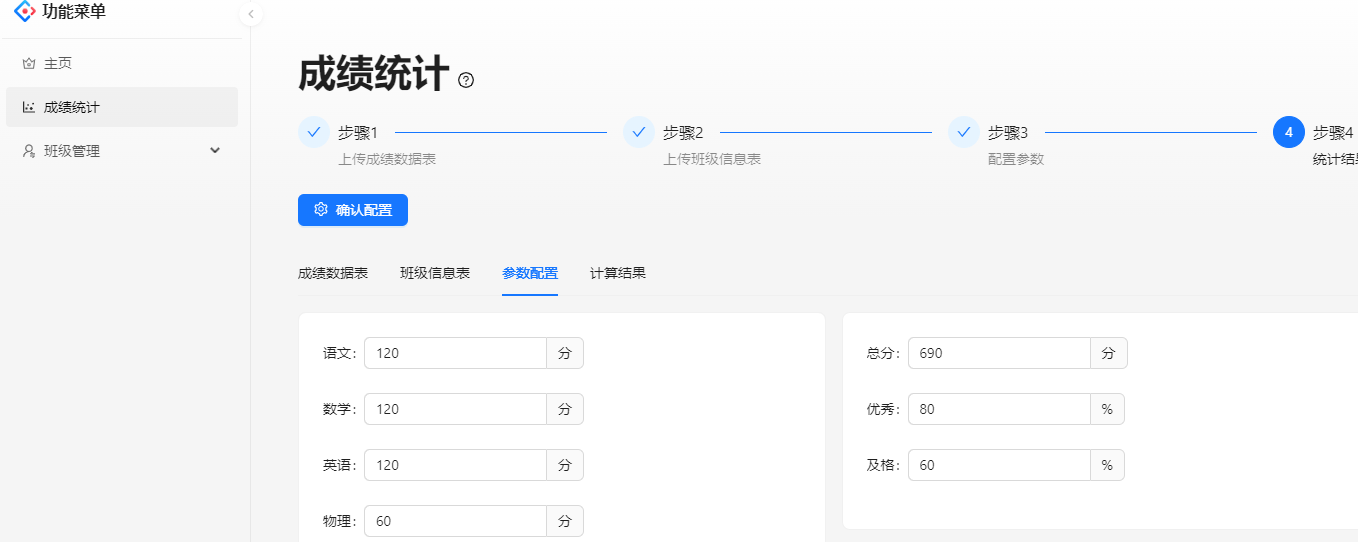 功能菜单
主页
成绩统计
班级管理
成绩统计
步骤1
上传成绩数据表
步骤2
上传班级信息表
步骤3
配置参数
4
步骤4
统计结果
确认配置
成绩数据表 班级信息表 参数配置 计算结果
语文: 120 分
数学: 120 分
英语: 120 分
物理: 60 分
总分: 690 分
优秀: 80 %
及格: 60 %